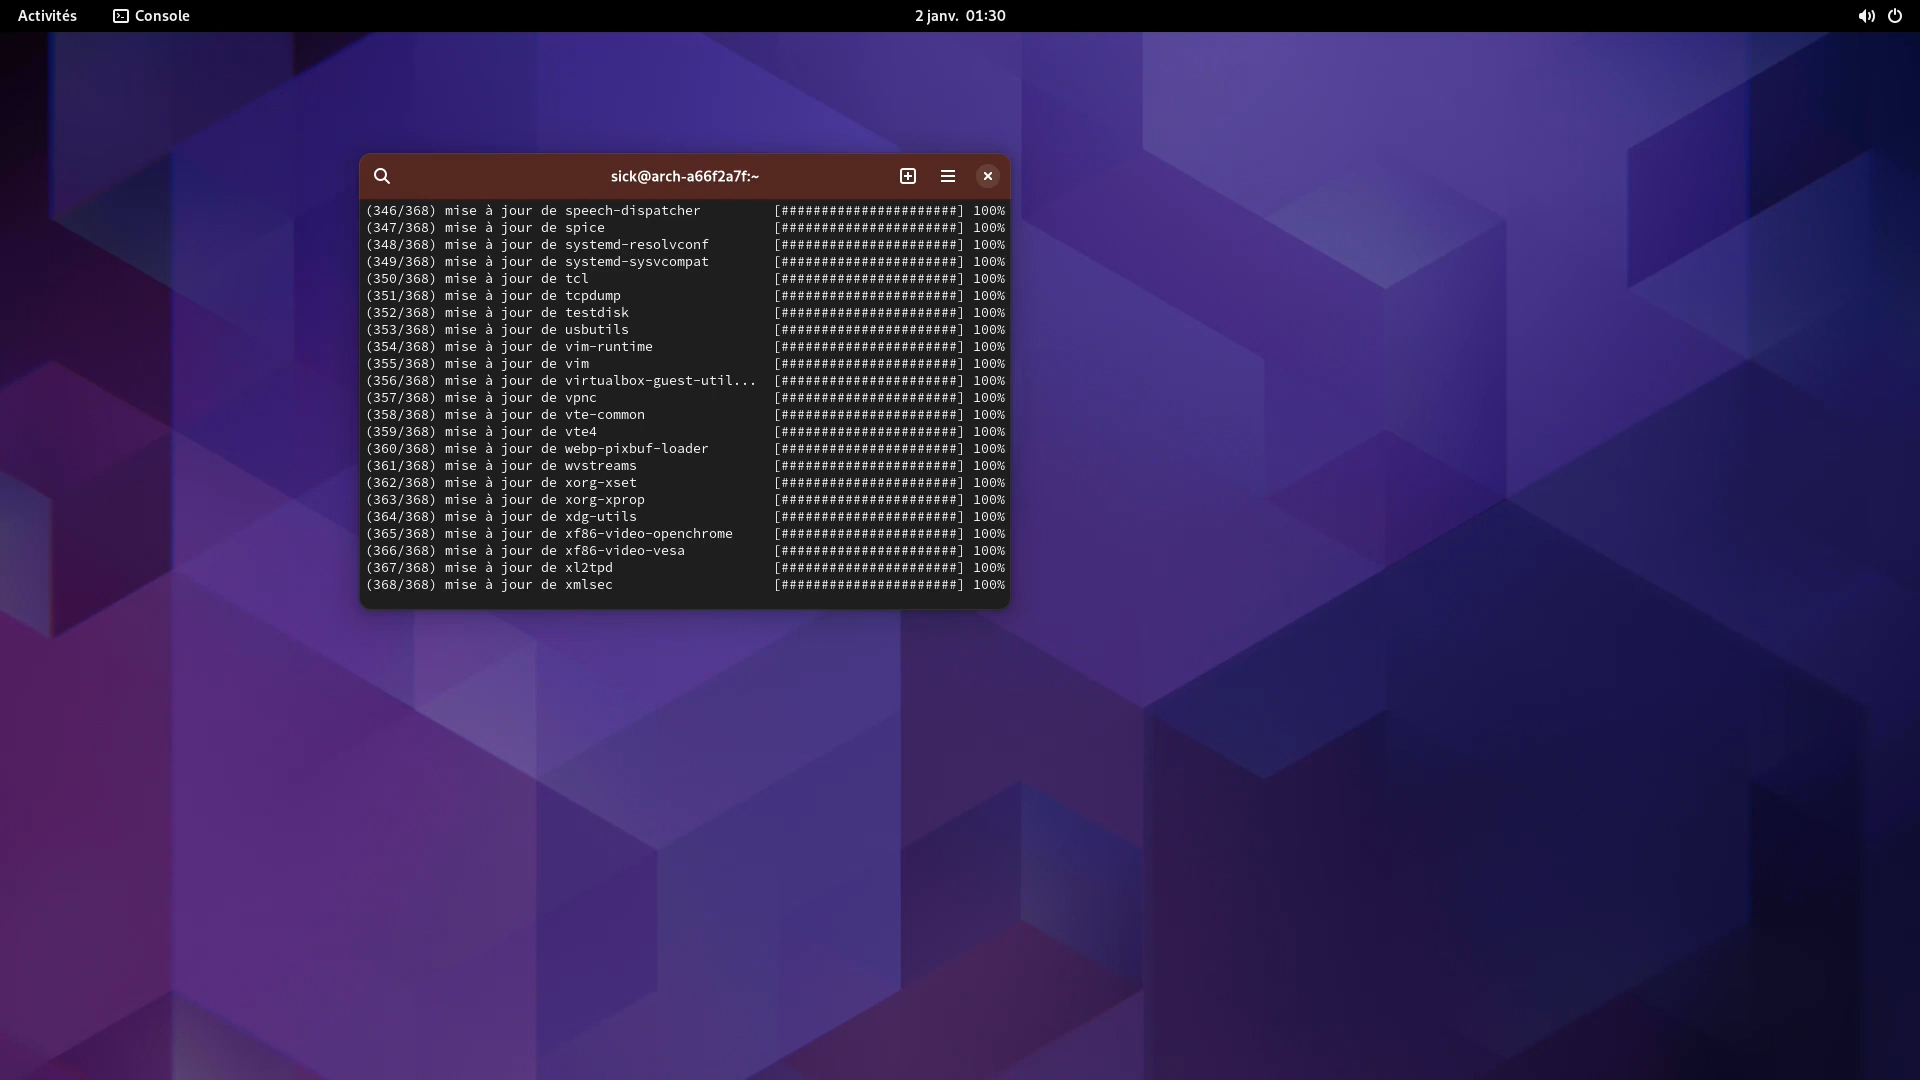 Activités Console 2 janv. 01:30
sick@arch-a66f2a7f:~
(346/368) mise à jour de speech-dispatcher [######################] 100%
(347/368) mise à jour de spice [######################] 100%
(348/368) mise à jour de systemd-resolvconf [######################] 100%
(349/368) mise à jour de systemd-sysvcompat [######################] 100%
(350/368) mise à jour de tcl [######################] 100%
(351/368) mise à jour de tcpdump [######################] 100%
(352/368) mise à jour de testdisk [######################] 100%
(353/368) mise à jour de usbutils [######################] 100%
(354/368) mise à jour de vim-runtime [######################] 100%
(355/368) mise à jour de vim [######################] 100%
(356/368) mise à jour de virtualbox-guest-util... [######################] 100%
(357/368) mise à jour de vpnc [######################] 100%
(358/368) mise à jour de vte-common [######################] 100%
(359/368) mise à jour de vte4 [######################] 100%
(360/368) mise à jour de webp-pixbuf-loader [######################] 100%
(361/368) mise à jour de wvstreams [######################] 100%
(362/368) mise à jour de xorg-xset [######################] 100%
(363/368) mise à jour de xorg-xprop [######################] 100%
(364/368) mise à jour de xdg-utils [######################] 100%
(365/368) mise à jour de xf86-video-openchrome [######################] 100%
(366/368) mise à jour de xf86-video-vesa [######################] 100%
(367/368) mise à jour de xl2tpd [######################] 100%
(368/368) mise à jour de xmlsec [######################] 100%